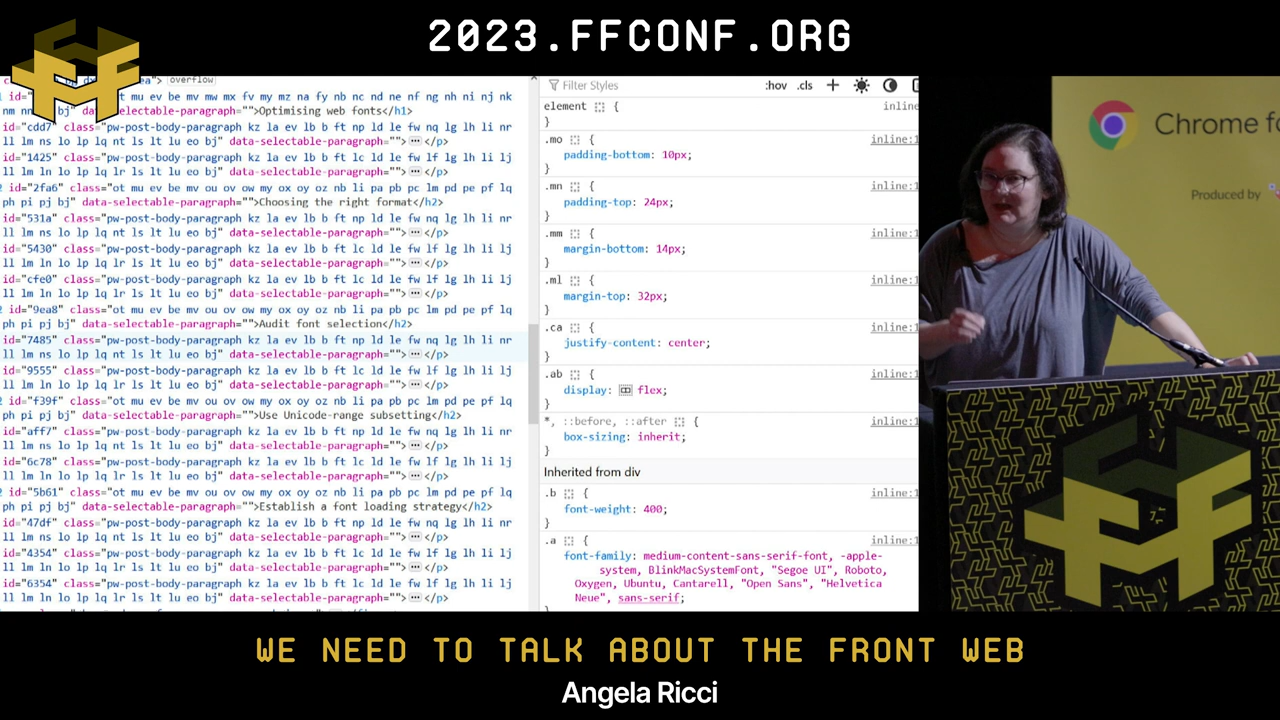 2023.FFCONF.ORG
ea"> overflow
id= t mu ev be mv mw mx fv my mz na fy nb nc nd ne nf ng nh ni nj nk
nm nn bj" data-selectable-paragraph="">Optimising web fonts</h1>
id="cdd7" class="pw-post-body-paragraph kz la ev lb b ft np ld le fw nq lg lh li nr
ll lm ns lo lp lq nt ls lt lu eo bj" data-selectable-paragraph="">⋯</p>
id="1425" class="pw-post-body-paragraph kz la ev lb b ft lc ld le fw lf lg lh li lj
ll lm ln lo lp lq lr ls lt lu eo bj" data-selectable-paragraph="">⋯</p>
id="2fa6" class="ot mu ev be mv ou ov ow my ox oy oz nb li pa pb pc lm pd pe pf lq
ph pi pj bj" data-selectable-paragraph="">Choosing the right format</h2>
id="531a" class="pw-post-body-paragraph kz la ev lb b ft np ld le fw nq lg lh li nr
ll lm ns lo lp lq nt ls lt lu eo bj" data-selectable-paragraph="">⋯</p>
id="5430" class="pw-post-body-paragraph kz la ev lb b ft lc ld le fw lf lg lh li lj
ll lm ln lo lp lq lr ls lt lu eo bj" data-selectable-paragraph="">⋯</p>
id="cfe0" class="pw-post-body-paragraph kz la ev lb b ft lc ld le fw lf lg lh li lj
ll lm ln lo lp lq lr ls lt lu eo bj" data-selectable-paragraph="">⋯</p>
id="9ea8" class="ot mu ev be mv ou ov ow my ox oy oz nb li pa pb pc lm pd pe pf lq
ph pi pj bj" data-selectable-paragraph="">Audit font selection</h2>
id="7485" class="pw-post-body-paragraph kz la ev lb b ft np ld le fw nq lg lh li nr
ll lm ns lo lp lq nt ls lt lu eo bj" data-selectable-paragraph="">⋯</p>
id="9555" class="pw-post-body-paragraph kz la ev lb b ft lc ld le fw lf lg lh li lj
ll lm ln lo lp lq lr ls lt lu eo bj" data-selectable-paragraph="">⋯</p>
id="f39f" class="ot mu ev be mv ou ov ow my ox oy oz nb li pa pb pc lm pd pe pf lq
ph pi pj bj" data-selectable-paragraph="">Use Unicode-range subsetting</h2>
id="aff7" class="pw-post-body-paragraph kz la ev lb b ft np ld le fw nq lg lh li nr
ll lm ns lo lp lq nt ls lt lu eo bj" data-selectable-paragraph="">⋯</p>
id="6c78" class="pw-post-body-paragraph kz la ev lb b ft lc ld le fw lf lg lh li lj
ll lm ln lo lp lq lr ls lt lu eo bj" data-selectable-paragraph="">⋯</p>
id="5b61" class="ot mu ev be mv ou ov ow my ox oy oz nb li pa pb pc lm pd pe pf lq
ph pi pj bj" data-selectable-paragraph="">Establish a font loading strategy</h2>
id="47df" class="pw-post-body-paragraph kz la ev lb b ft np ld le fw nq lg lh li nr
ll lm ns lo lp lq nt ls lt lu eo bj" data-selectable-paragraph="">⋯</p>
id="4354" class="pw-post-body-paragraph kz la ev lb b ft lc ld le fw lf lg lh li lj
ll lm ln lo lp lq lr ls lt lu eo bj" data-selectable-paragraph="">⋯</p>
id="6354" class="pw-post-body-paragraph kz la ev lb b ft lc ld le fw lf lg lh li lj
ll lm ln lo lp lq lr ls lt lu eo bj" data-selectable-paragraph="">⋯</p>
Filter Styles :hov .cls
element { inline
}
.mo { inline:1
padding-bottom: 10px;
}
.mn { inline:1
padding-top: 24px;
}
.mm { inline:1
margin-bottom: 14px;
}
.ml { inline:1
margin-top: 32px;
}
.ca { inline:1
justify-content: center;
}
.ab { inline:1
display: flex;
}
*, ::before, ::after {
box-sizing: inherit;
}
Inherited from div
.b { inline:1
font-weight: 400;
}
.a { inline:1
font-family: medium-content-sans-serif-font, -apple-
system, BlinkMacSystemFont, "Segoe UI", Roboto,
Oxygen, Ubuntu, Cantarell, "Open Sans", "Helvetica
Neue", sans-serif;
}
Chrome fo
Produced by
WE NEED TO TALK ABOUT THE FRONT WEB
Angela Ricci